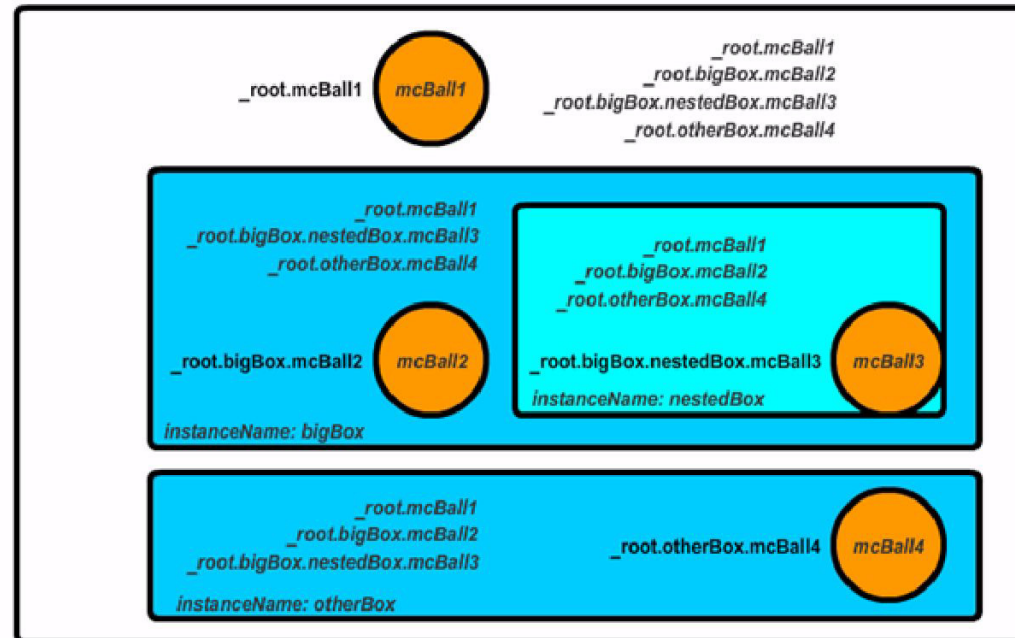 _root.mcBall1
mcBall1
_root.mcBall1
_root.bigBox.mcBall2
_root.bigBox.nestedBox.mcBall3
_root.otherBox.mcBall4
_root.mcBall1
_root.bigBox.nestedBox.mcBall3
_root.otherBox.mcBall4
_root.bigBox.mcBall2
mcBall2
instanceName: bigBox
_root.mcBall1
_root.bigBox.mcBall2
_root.otherBox.mcBall4
_root.bigBox.nestedBox.mcBall3
mcBall3
instanceName: nestedBox
_root.mcBall1
_root.bigBox.mcBall2
_root.bigBox.nestedBox.mcBall3
instanceName: otherBox
_root.otherBox.mcBall4
mcBall4